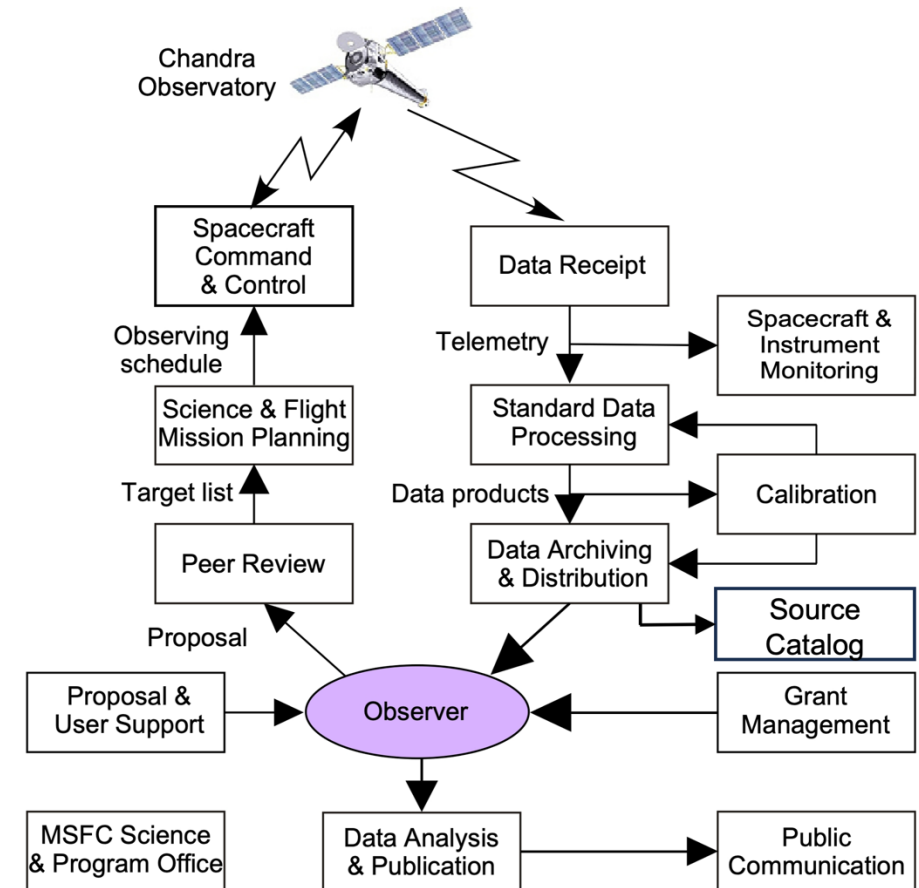 Chandra
Observatory
Spacecraft
Command
& Control
Data Receipt
Observing
schedule
Telemetry
Spacecraft &
Instrument
Monitoring
Science & Flight
Mission Planning
Standard Data
Processing
Target list
Data products
Calibration
Peer Review
Data Archiving
& Distribution
Source
Catalog
Proposal
Proposal &
User Support
Observer
Grant
Management
MSFC Science
& Program Office
Data Analysis
& Publication
Public
Communication